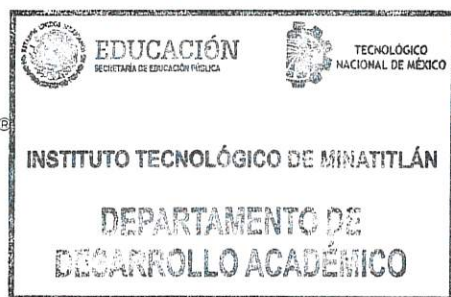 EDUCACIÓN
SECRETARÍA DE EDUCACIÓN PÚBLICA
TECNOLÓGICO
NACIONAL DE MÉXICO
®
INSTITUTO TECNOLÓGICO DE MINATITLÁN
DEPARTAMENTO DE
DESARROLLO ACADÉMICO